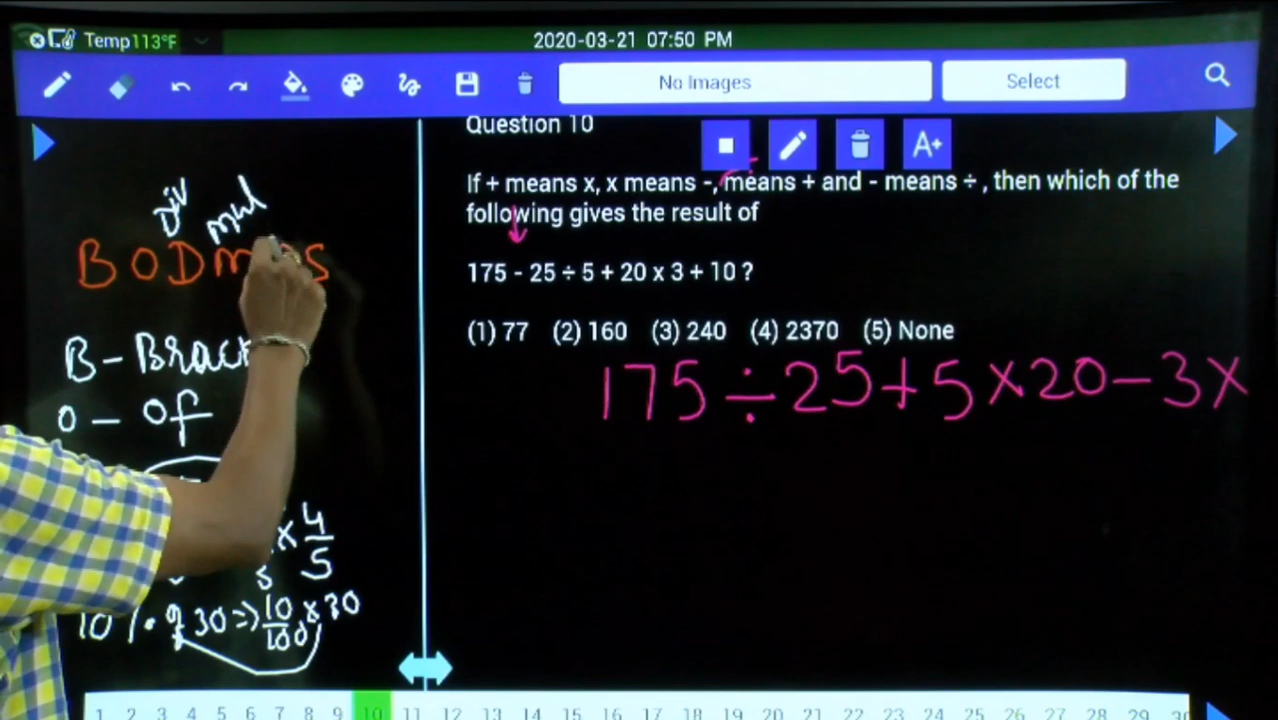 Temp113°F
2020-03-21 07:50 PM
No Images
Select
A+
Question 10
If + means x, x means -, means + and - means ÷ , then which of the
following gives the result of
175 - 25 ÷ 5 + 20 x 3 + 10 ?
(1) 77 (2) 160 (3) 240 (4) 2370 (5) None
175 ÷ 25 + 5 × 20 - 3 ×
Div
mul
BODm S
B - Brac
O - Of
× 4/5
10 %. of 30 => 10/100 × 30
1 2 3 4 5 6 7 8 9 10 11 12 13 14 15 16 17 18 19 20 21 22 23 24 25 26 27 28 29